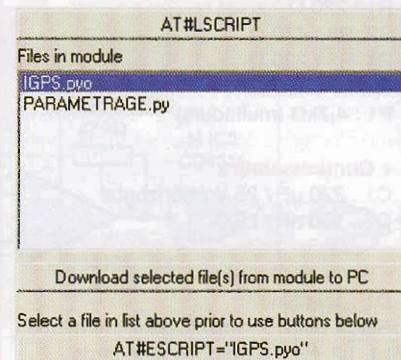 AT#LSCRIPT
Files in module
IGPS.pyo
PARAMETRAGE.py
Download selected file(s) from module to PC
Select a file in list above prior to use buttons below
AT#ESCRIPT="IGPS.pyo"